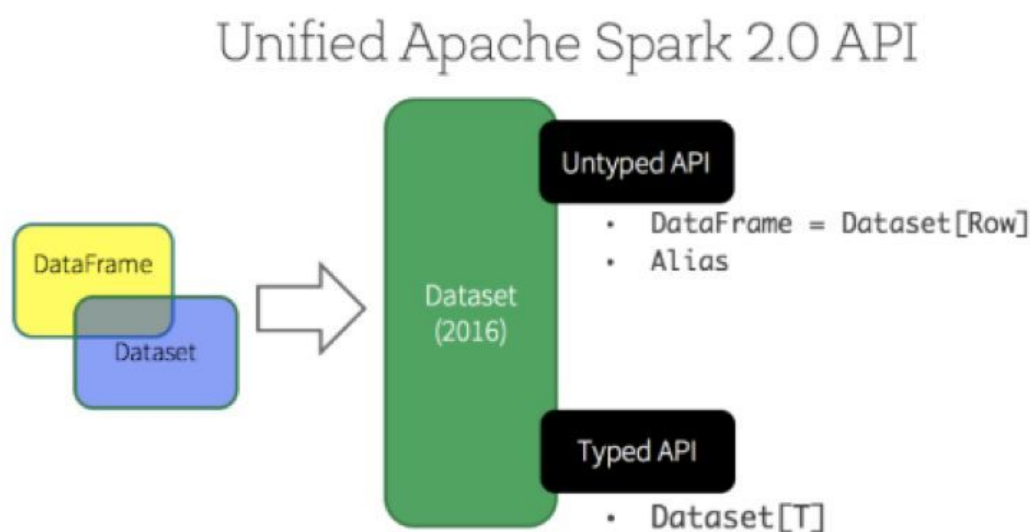 Unified Apache Spark 2.0 API
DataFrame
Dataset
Dataset
(2016)
Untyped API
• DataFrame = Dataset[Row]
• Alias
Typed API
• Dataset[T]